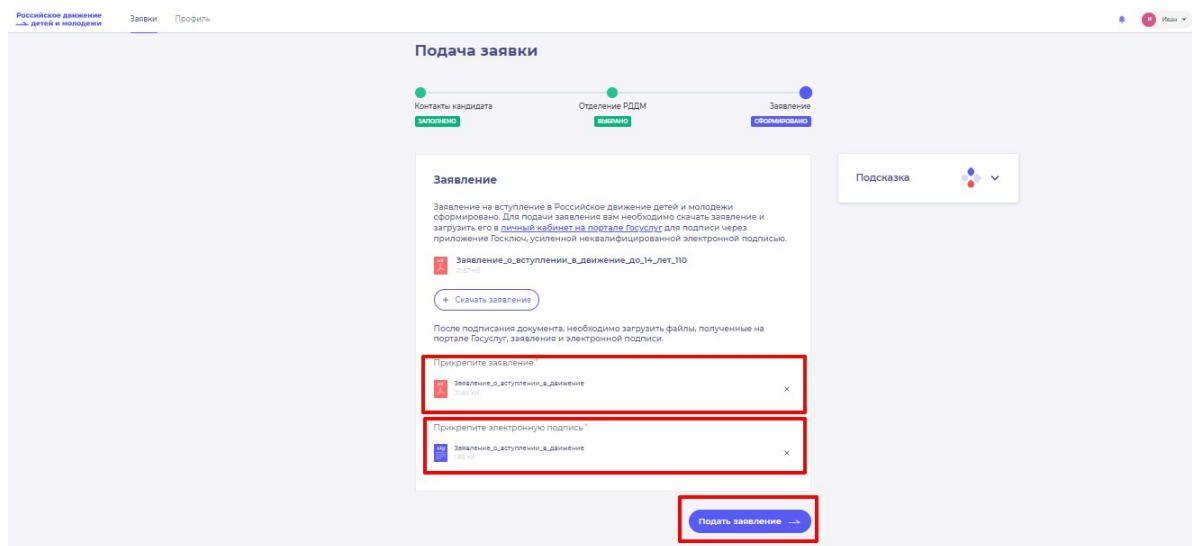 Российское движение
детей и молодежи
Заявки Профиль
Иван
Подача заявки
Контакты кандидата Отделение РДДМ Заявление
ЗАПОЛНЕНО ВЫБРАНО СФОРМИРОВАНО
Заявление
Подсказка
Заявление на вступление в Российское движение детей и молодежи
сформировано. Для подачи заявления вам необходимо скачать заявление и
загрузить его в личный кабинет на портале Госуслуг для подписи через
приложение Госключ, усиленной неквалифицированной электронной подписью.
Заявление_о_вступлении_в_движение_до_14_лет_110
+ Скачать заявление
После подписания документа, необходимо загрузить файлы, полученные на
портале Госуслуг, заявления и электронной подписи.
Прикрепите заявление*
Заявление_о_вступлении_в_движение
Прикрепите электронную подпись*
sig
Заявление_о_вступлении_в_движение
Подать заявление